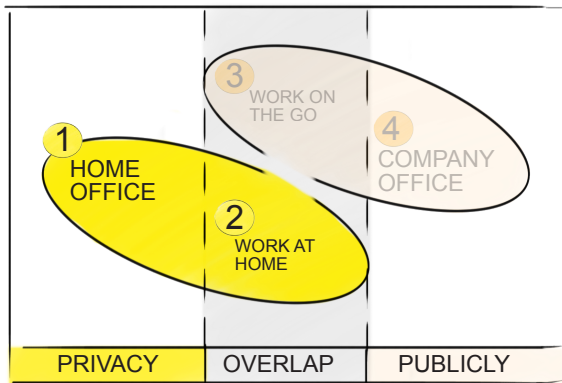 3
WORK ON
THE GO
4
COMPANY
OFFICE
1
HOME
OFFICE
2
WORK AT
HOME
PRIVACY OVERLAP PUBLICLY